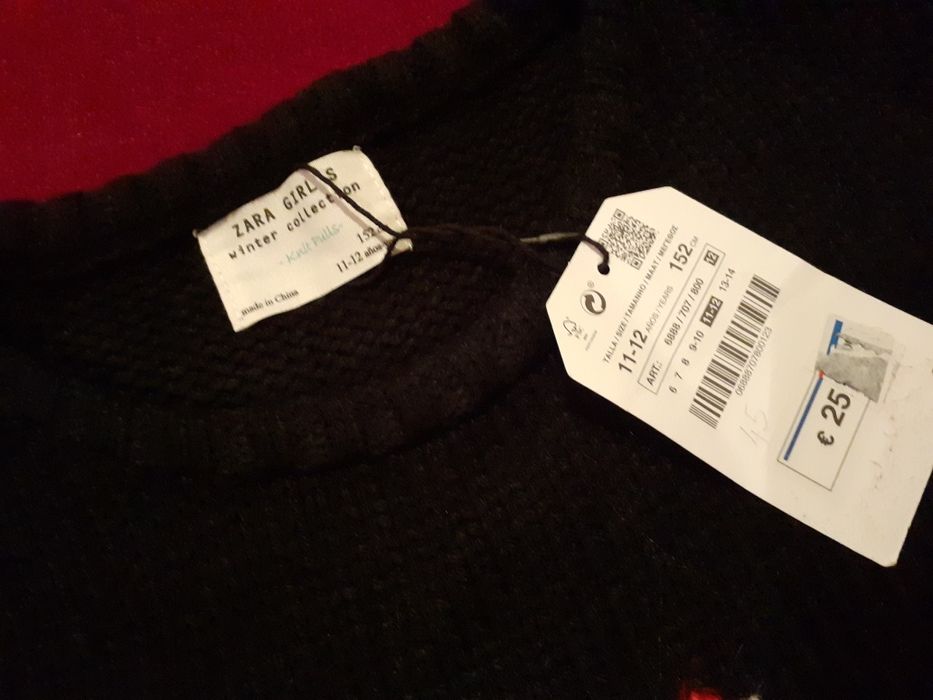 ZARA GIRLS
winter collection
-Knit Pulls-
152
11-12 años
made in China
TALLA / SIZE / TAMANHO / MAAT / ΜΕΓΕΘΟΣ
11-12 AÑOS / YEARS 152 CM
ART: 6888 / 707 / 800 12
6 7 8 9-10 11-12 13-14
06888707800123
€ 25